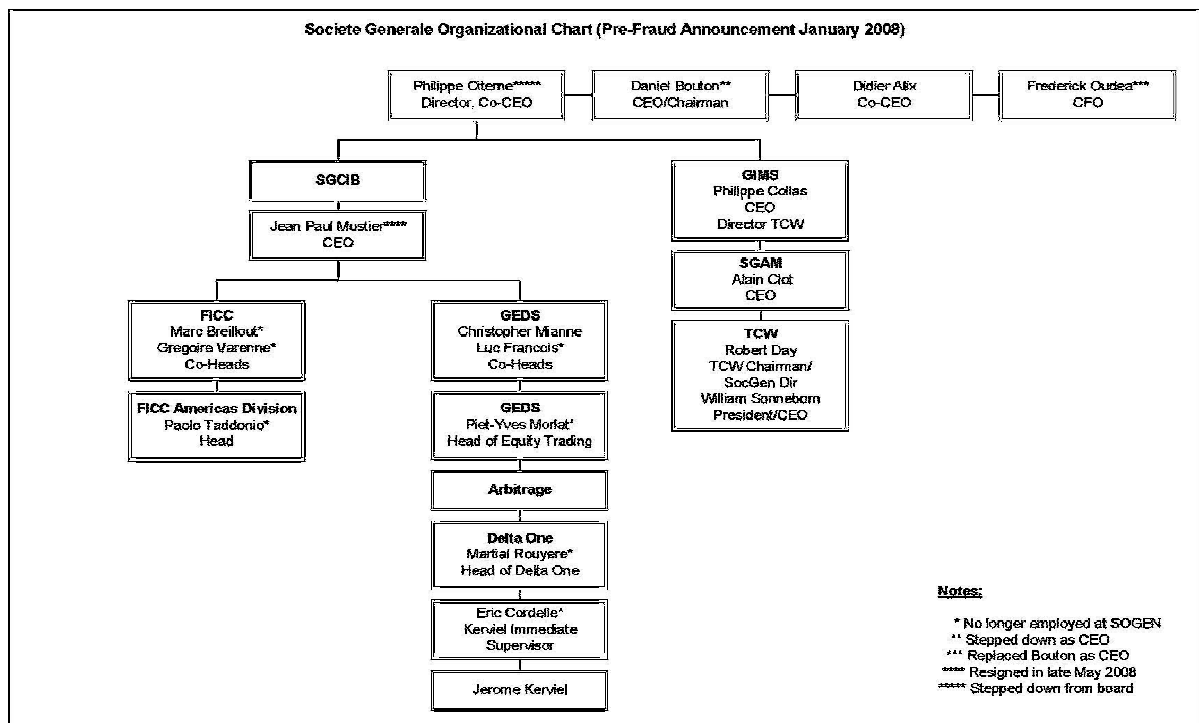 Societe Generale Organizational Chart (Pre-Fraud Announcement January 2008)
Philippe Citerne*****
Director, Co-CEO
Daniel Bouton**
CEO/Chairman
Didier Alix
Co-CEO
Frederick Oudea***
CFO
SGCIB
Jean Paul Mustier****
CEO
GIMS
Philippe Collas
CEO
Director TCW
SGAM
Alain Clot
CEO
TCW
Robert Day
TCW Chairman/
SocGen Dir
William Sonneborn
President/CEO
FICC
Marc Breillout*
Gregoire Varenne*
Co-Heads
FICC Americas Division
Paolo Taddonio*
Head
GEDS
Christopher Mianne
Luc Francois*
Co-Heads
GEDS
Head of Equity Trading
Arbitrage
Delta One
Martial Rouyere*
Head of Delta One
Eric Cordelle*
Kerviel Immediate
Supervisor
Jerome Kerviel
Notes:
* No longer employed at SOGEN
** Stepped down as CEO
*** Replaced Bouton as CEO
**** Resigned in late May 2008
***** Stepped down from board